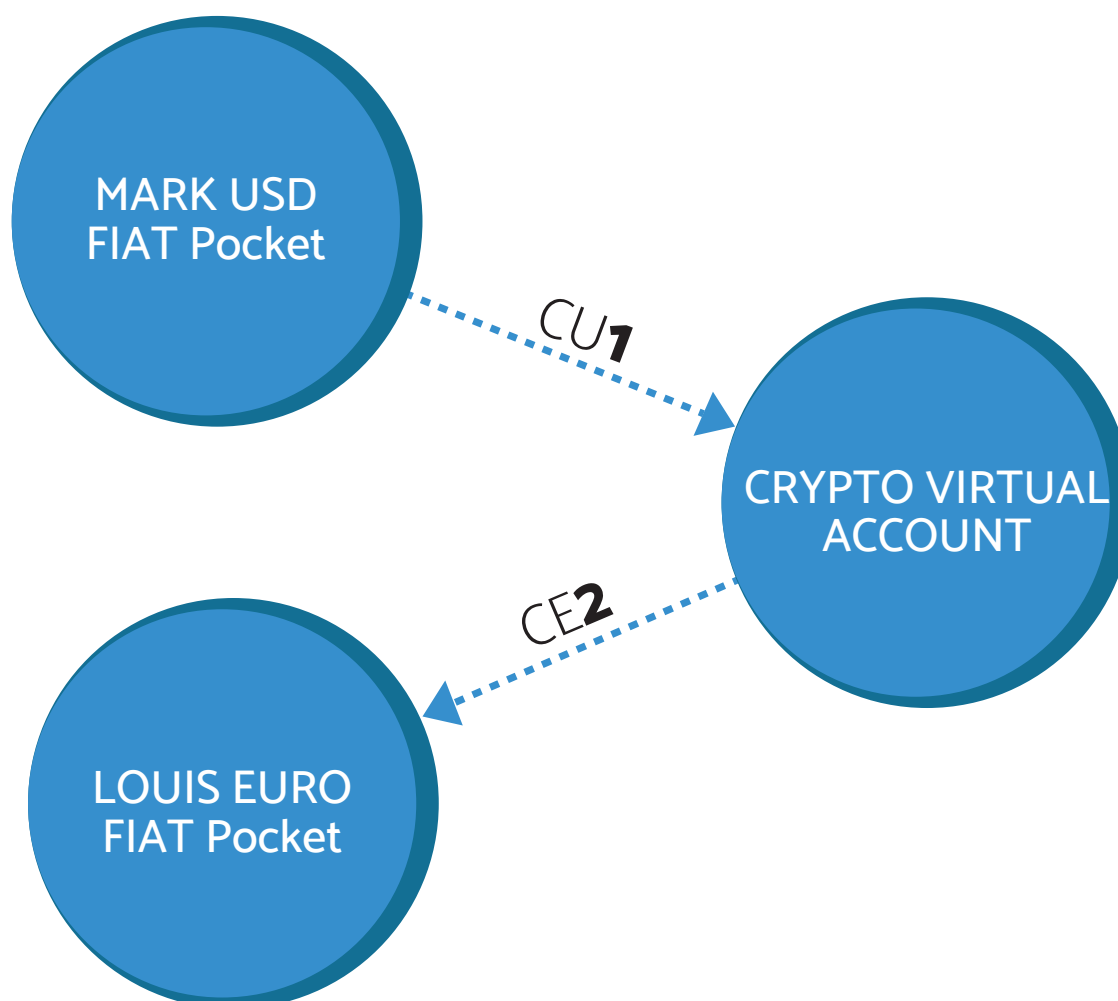 MARK USD
FIAT Pocket
CU1
CRYPTO VIRTUAL
ACCOUNT
CE2
LOUIS EURO
FIAT Pocket